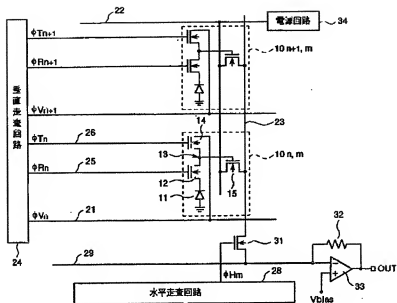 22
電源回路
34
φTn+1
φRn+1
10 n+1, m
φVn+1
23
φTn
26
14
13
10 n, m
φRn
25
12
15
11
垂直走査回路
φVn
21
24
31
32
29
OUT
33
φHm
28
Vbias
水平走査回路